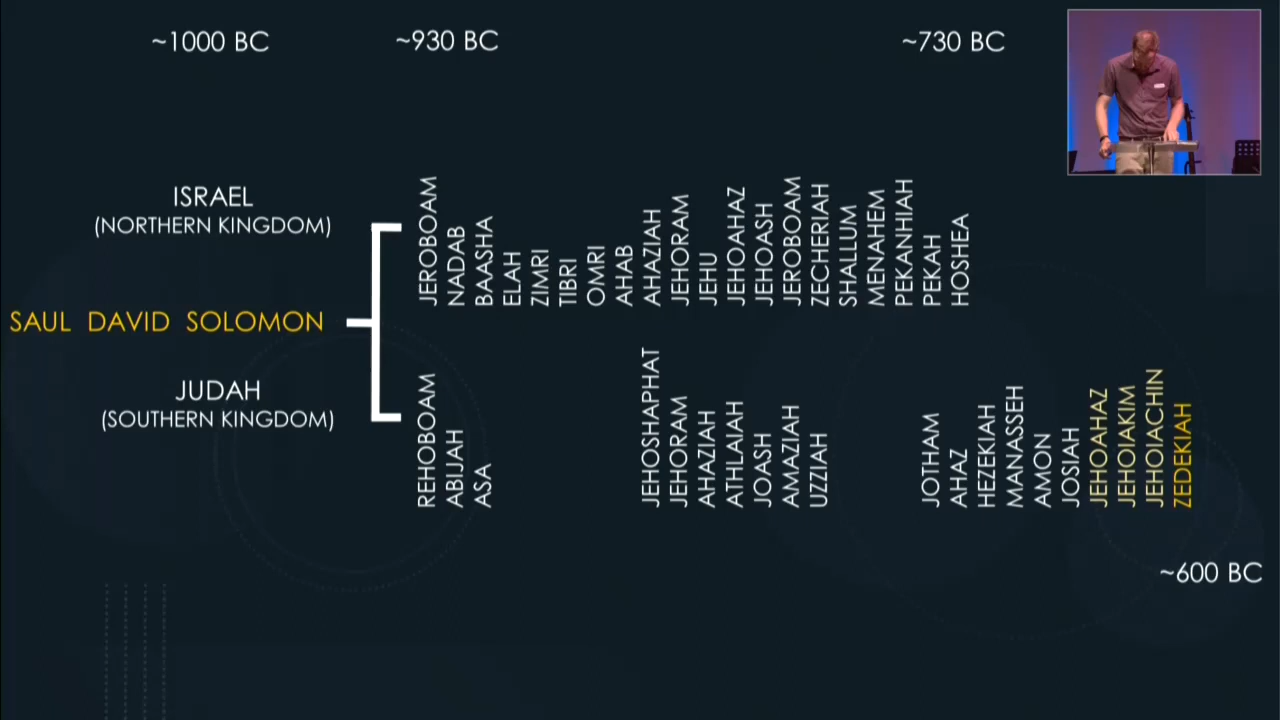 ~1000 BC
~930 BC
~730 BC
ISRAEL
(NORTHERN KINGDOM)
JEROBOAM
NADAB
BAASHA
ELAH
ZIMRI
TIBRI
OMRI
AHAB
AHAZIAH
JEHORAM
JEHU
JEHOAHAZ
JEHOASH
JEROBOAM
ZECHERIAH
SHALLUM
MENAHEM
PEKANHIAH
PEKAH
HOSHEA
SAUL DAVID SOLOMON
JUDAH
(SOUTHERN KINGDOM)
REHOBOAM
ABIJAH
ASA
JEHOSHAPHAT
JEHORAM
AHAZIAH
ATHLAIAH
JOASH
AMAZIAH
UZZIAH
JOTHAM
AHAZ
HEZEKIAH
MANASSEH
AMON
JOSIAH
JEHOAHAZ
JEHOIAKIM
JEHOIACHIN
ZEDEKIAH
~600 BC